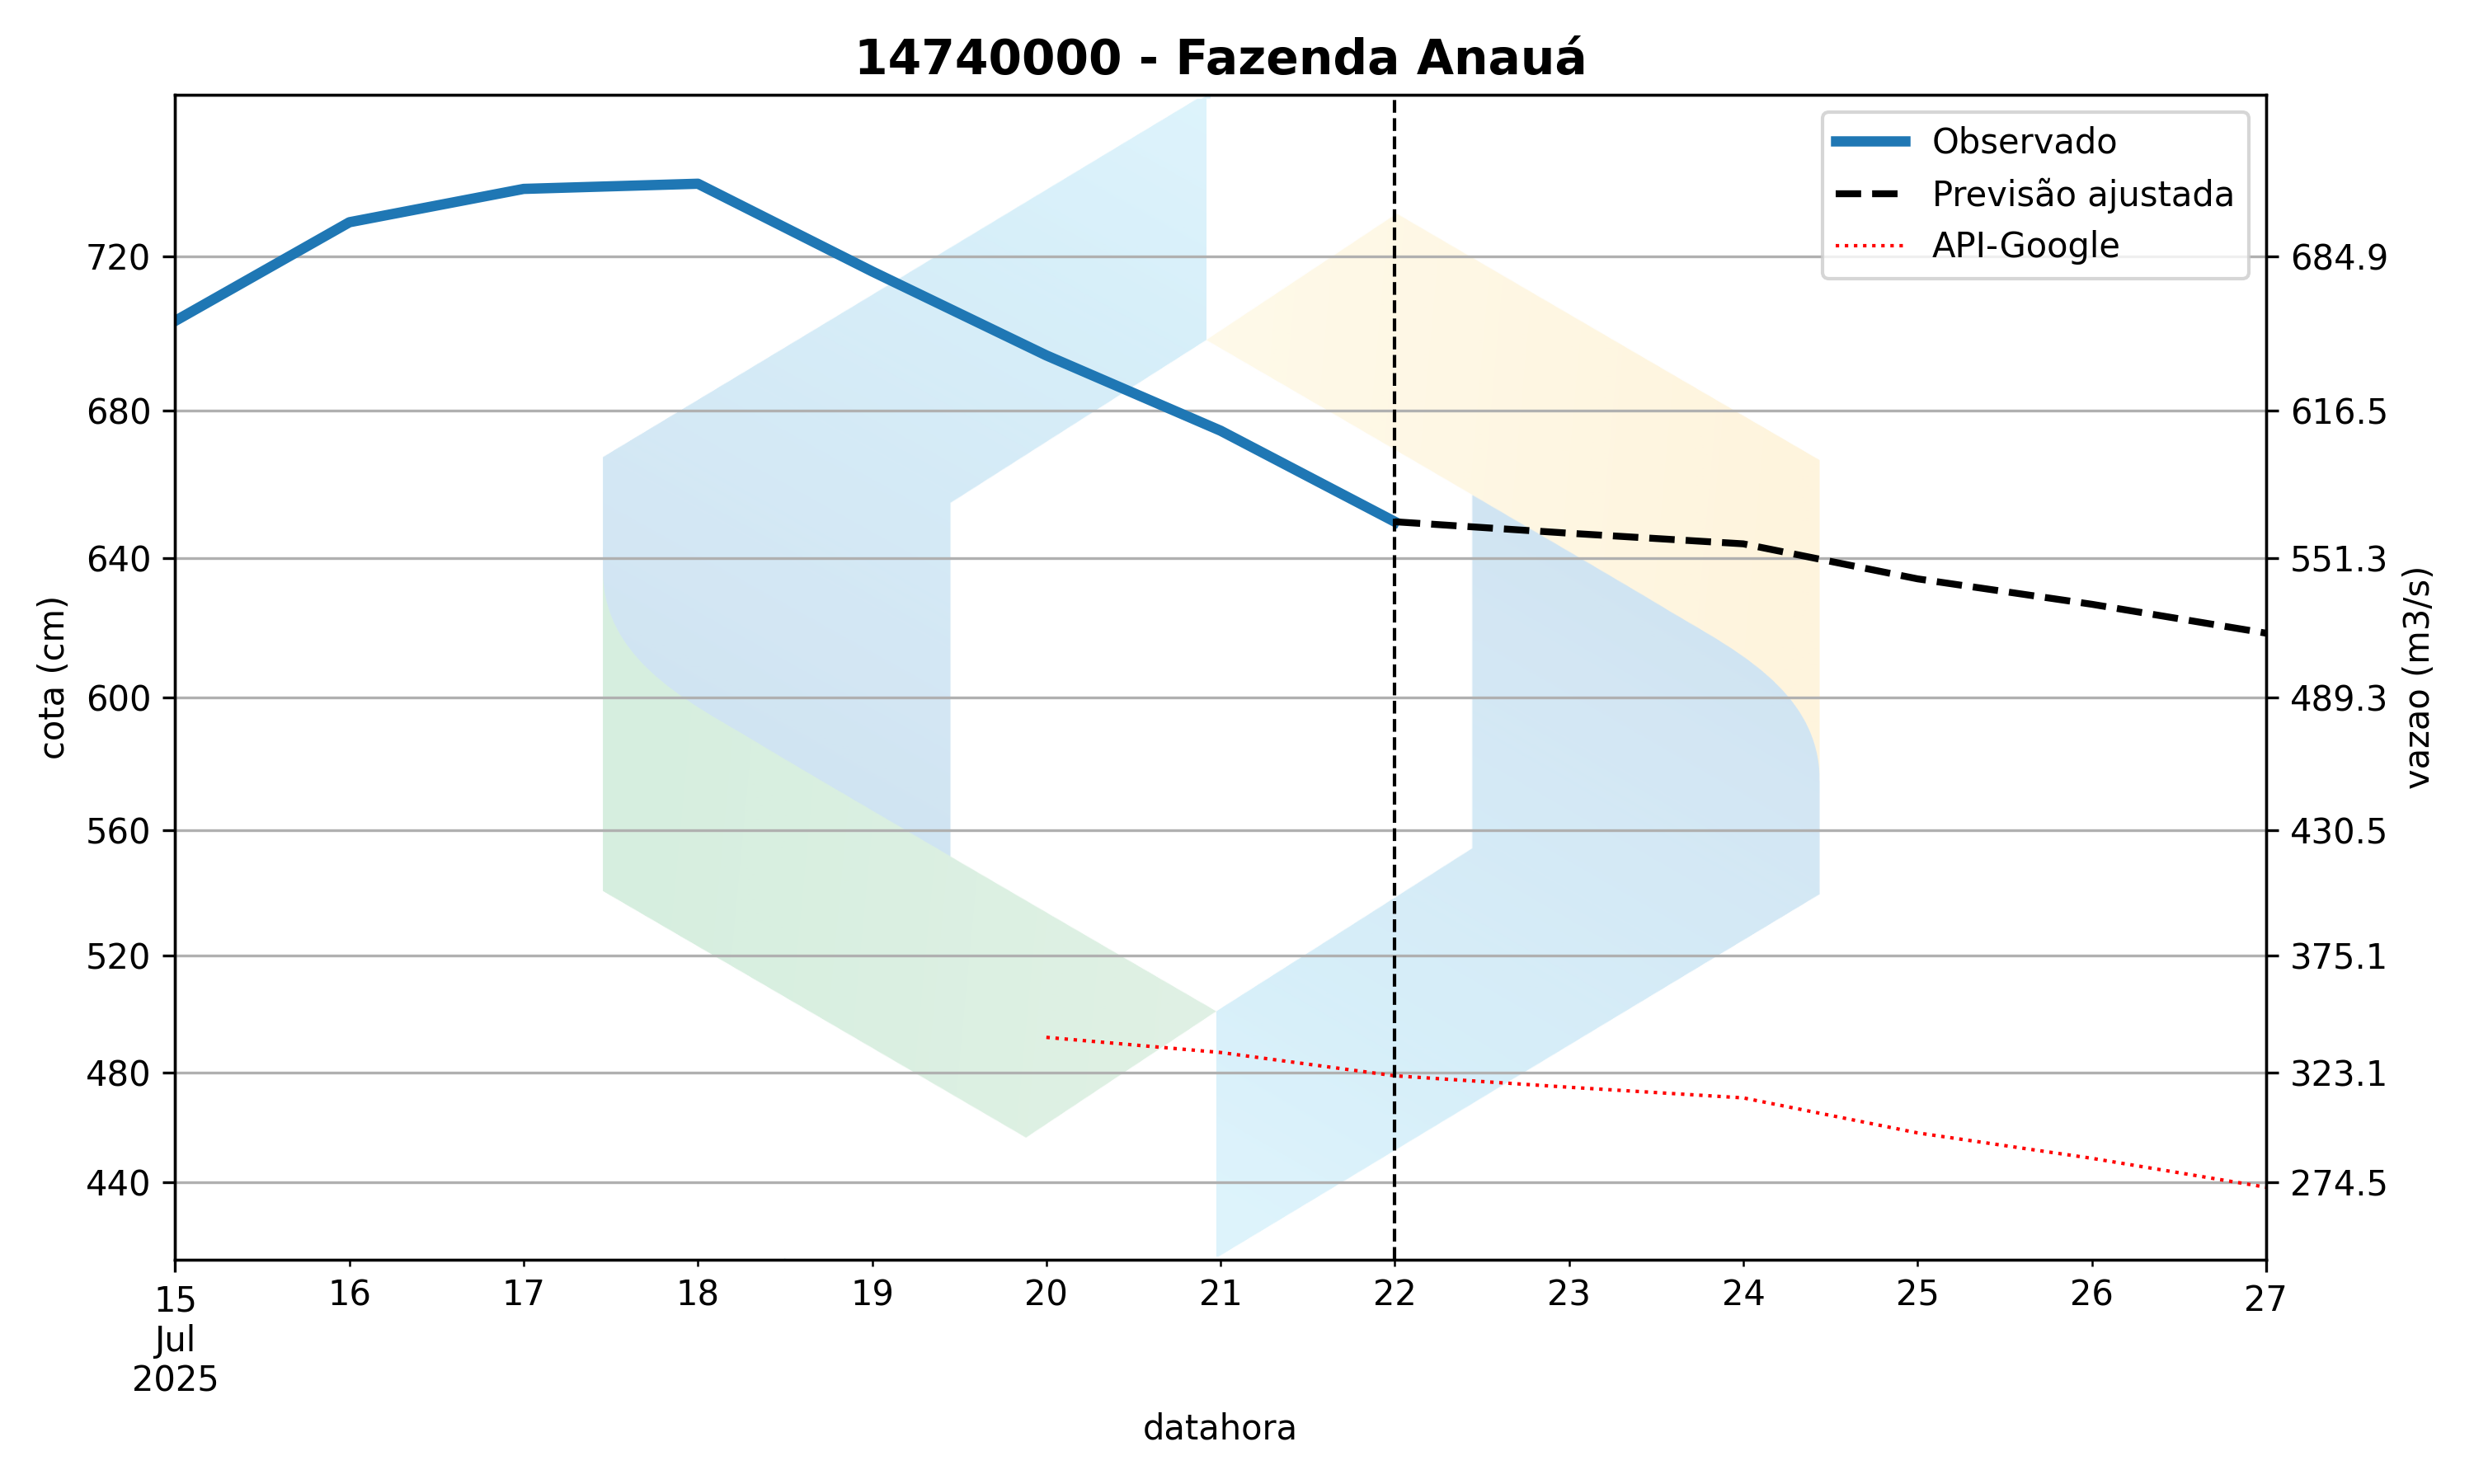 14740000 - Fazenda Anauá
Observado
Previsão ajustada
API-Google
720
680
640
600
560
520
480
440
cota (cm)
684.9
616.5
551.3
489.3
430.5
375.1
323.1
274.5
vazao (m3/s)
15 16 17 18 19 20 21 22 23 24 25 26 27
Jul
2025
datahora